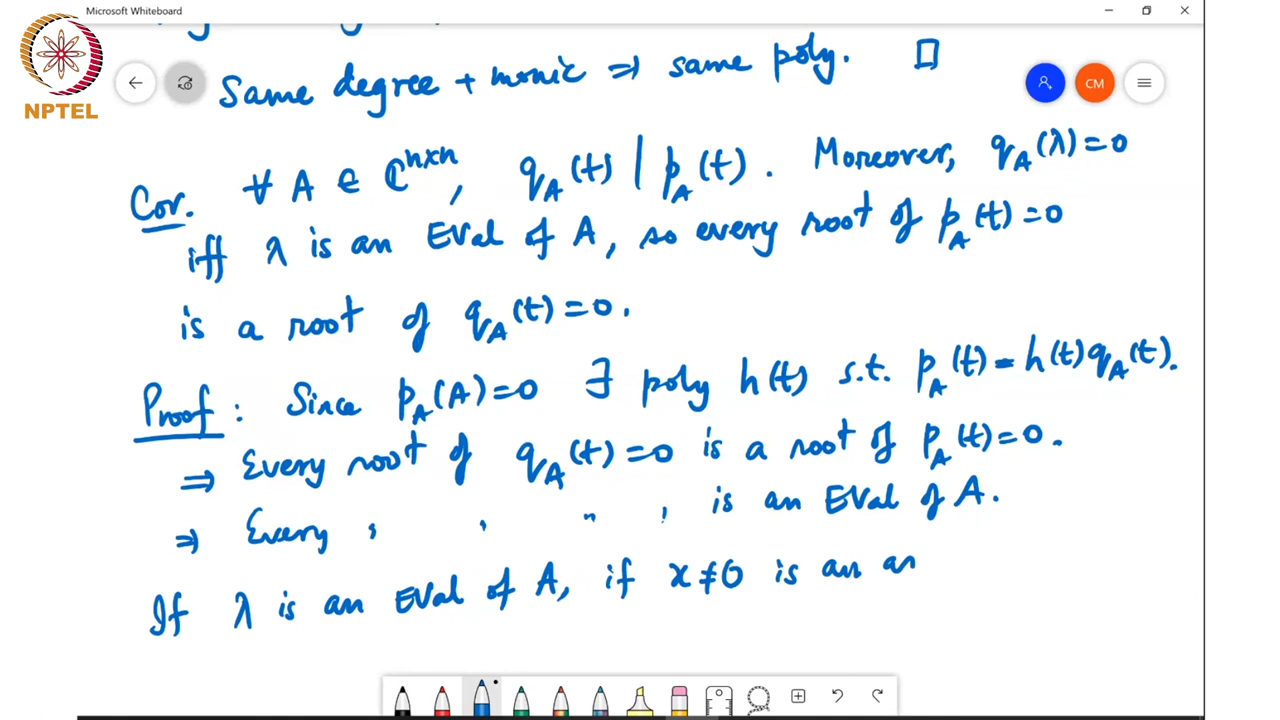 Microsoft Whiteboard
NPTEL
CM
Same degree + monic ⇒ same poly. □
Cor. ∀ A ∈ ℂ^{n×n}, q_A(t) | p_A(t). Moreover, q_A(λ)=0
iff λ is an EVal of A, so every root of p_A(t)=0
is a root of q_A(t)=0.
Proof: Since p_A(A)=0 ∃ poly h(t) s.t. p_A(t)=h(t)q_A(t).
⇒ Every root of q_A(t)=0 is a root of p_A(t)=0.
⇒ Every , , " , is an EVal of A.
If λ is an EVal of A, if x≠0 is an an